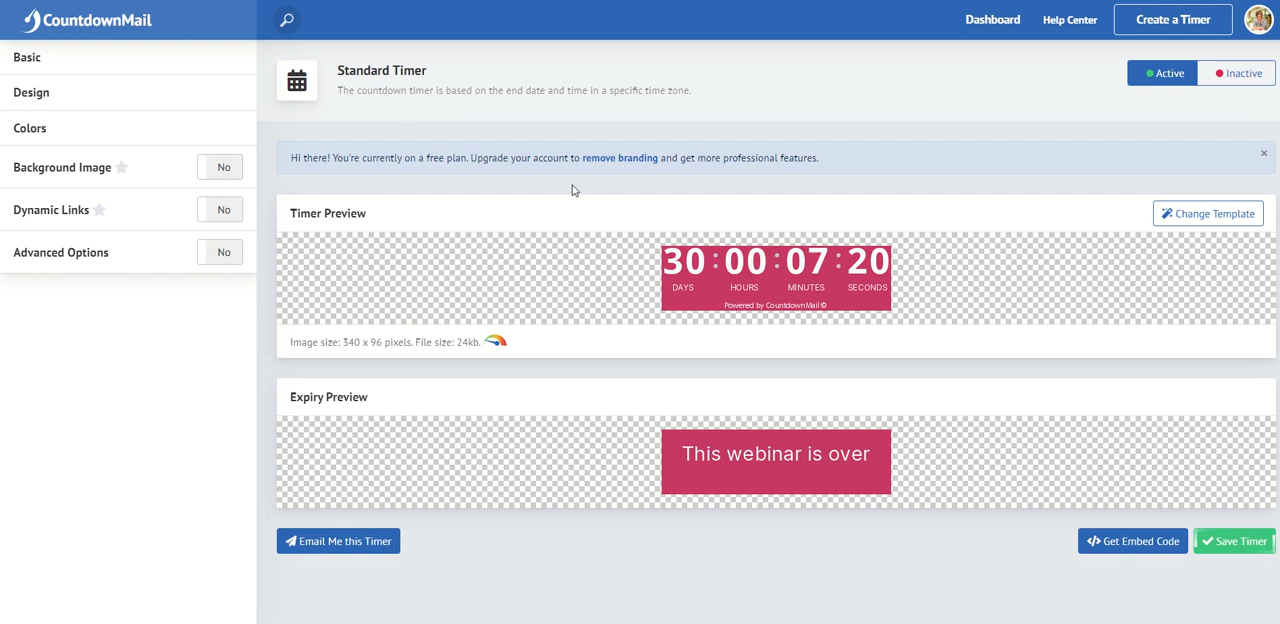 CountdownMail
Dashboard
Help Center
Create a Timer
Basic
Design
Colors
Background Image
No
Dynamic Links
No
Advanced Options
No
Standard Timer
The countdown timer is based on the end date and time in a specific time zone.
Active
Inactive
Hi there! You're currently on a free plan. Upgrade your account to remove branding and get more professional features.
×
Timer Preview
Change Template
30 : 00 : 07 : 20
DAYS HOURS MINUTES SECONDS
Powered by CountdownMail ©
Image size: 340 x 96 pixels. File size: 24kb.
Expiry Preview
This webinar is over
Email Me this Timer
Get Embed Code
Save Timer